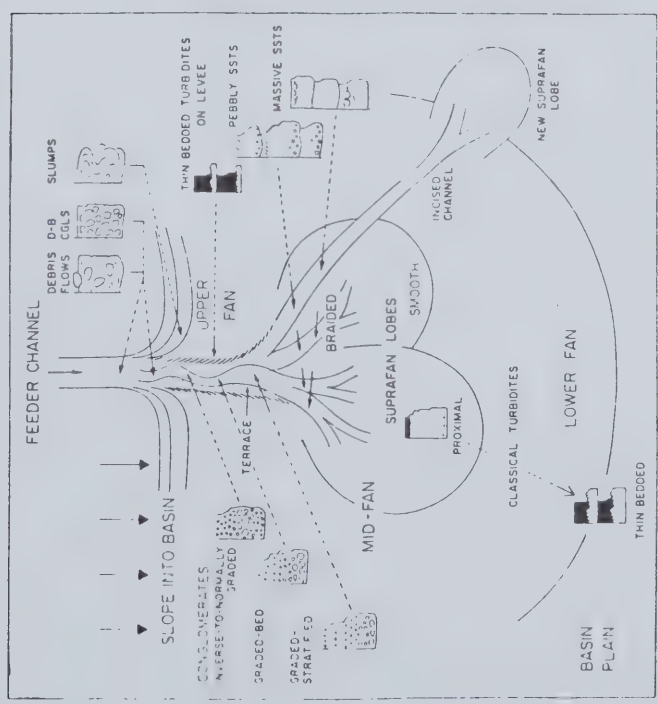 FEEDER CHANNEL
DEBRIS
FLOWS
D-B
CGLS
SLUMPS
THIN BEDDED TURBIDITES
ON LEVEE
PEBBLY SSTS
MASSIVE SSTS
SLOPE INTO BASIN
UPPER
FAN
TERRACE
CONGLOMERATES
INVERSE-TO-NORMALLY
GRADED
GRADED-BED
GRADED-
STRATIFIED
BRAIDED
SUPRAFAN LOBES
SMOOTH
INCISED
CHANNEL
NEW SUPRAFAN
LOBE
MID-FAN
PROXIMAL
CLASSICAL TURBIDITES
LOWER FAN
THIN BEDDED
BASIN
PLAIN